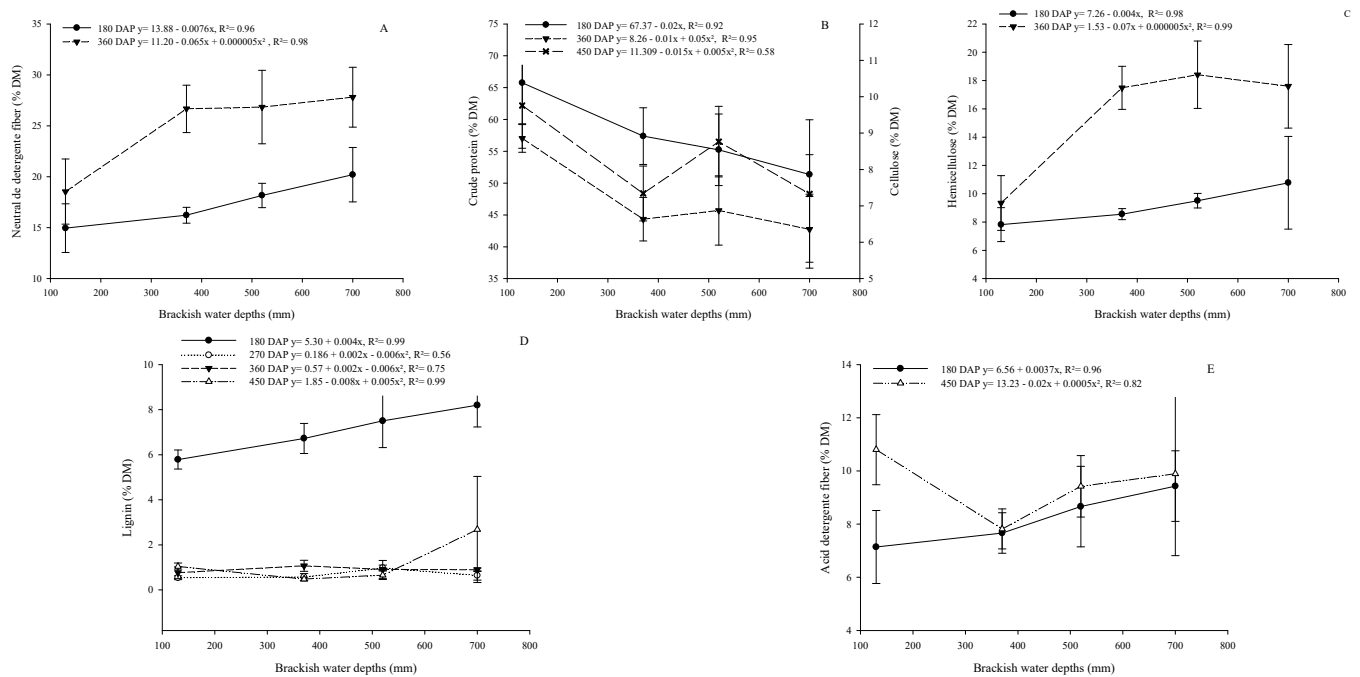 A
180 DAP y= 13.88 -0.0076x, R²= 0.96
360 DAP y= 11.20 -0.065x + 0.000005x² , R²= 0.98
35
30
25
20
15
10
Neutral de detergente fiber (% DM)
100 200 300 400 500 600 700 800
Brackish water depths (mm)
B
180 DAP y= 67.37 -0.02x, R²= 0.92
360 DAP y= 8.26 -0.01x + 0.05x², R²= 0.95
450 DAP y= 11.309 -0.015x + 0.005x², R²= 0.58
75
70
65
60
55
50
45
40
35
Crude protein (% DM)
12
11
10
9
8
7
6
5
Cellulose (% DM)
100 200 300 400 500 600 700 800
Brackish water depths (mm)
C
180 DAP y= 7.26 -0.004x, R²= 0.98
360 DAP y= 1.53 -0.07x + 0.000005x², R²= 0.99
22
20
18
16
14
12
10
8
6
4
Hemicellulose (% DM)
100 200 300 400 500 600 700 800
Brackish water depths (mm)
D
180 DAP y= 5.30 + 0.004x, R²= 0.99
270 DAP y= 0.186 + 0.002x - 0.006x², R²= 0.56
360 DAP y= 0.57 + 0.002x - 0.006x², R²= 0.75
450 DAP y= 1.85 -0.008x + 0.005x², R²= 0.99
10
8
6
4
2
0
Lignin (% DM)
100 200 300 400 500 600 700 800
Brackish water depths (mm)
E
180 DAP y= 6.56 + 0.0037x, R²= 0.96
450 DAP y= 13.23 -0.02x + 0.0005x², R²= 0.82
14
12
10
8
6
4
Acid detergente fiber (% DM)
100 200 300 400 500 600 700 800
Brackish water depths (mm)